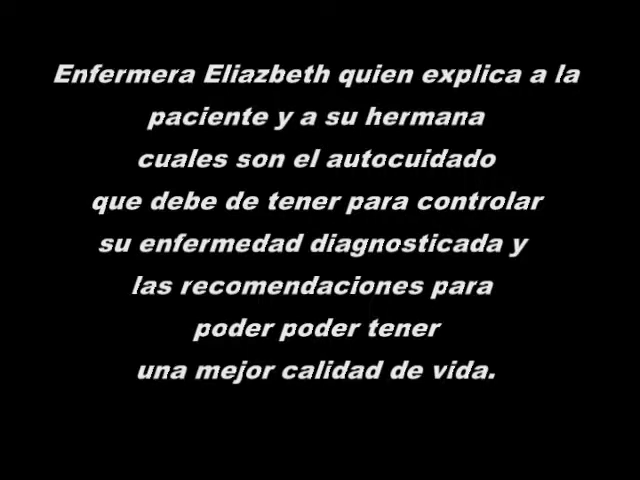 Enfermera Eliazbeth quien explica a la
paciente y a su hermana
cuales son el autocuidado
que debe de tener para controlar
su enfermedad diagnosticada y
las recomendaciones para
poder poder tener
una mejor calidad de vida.